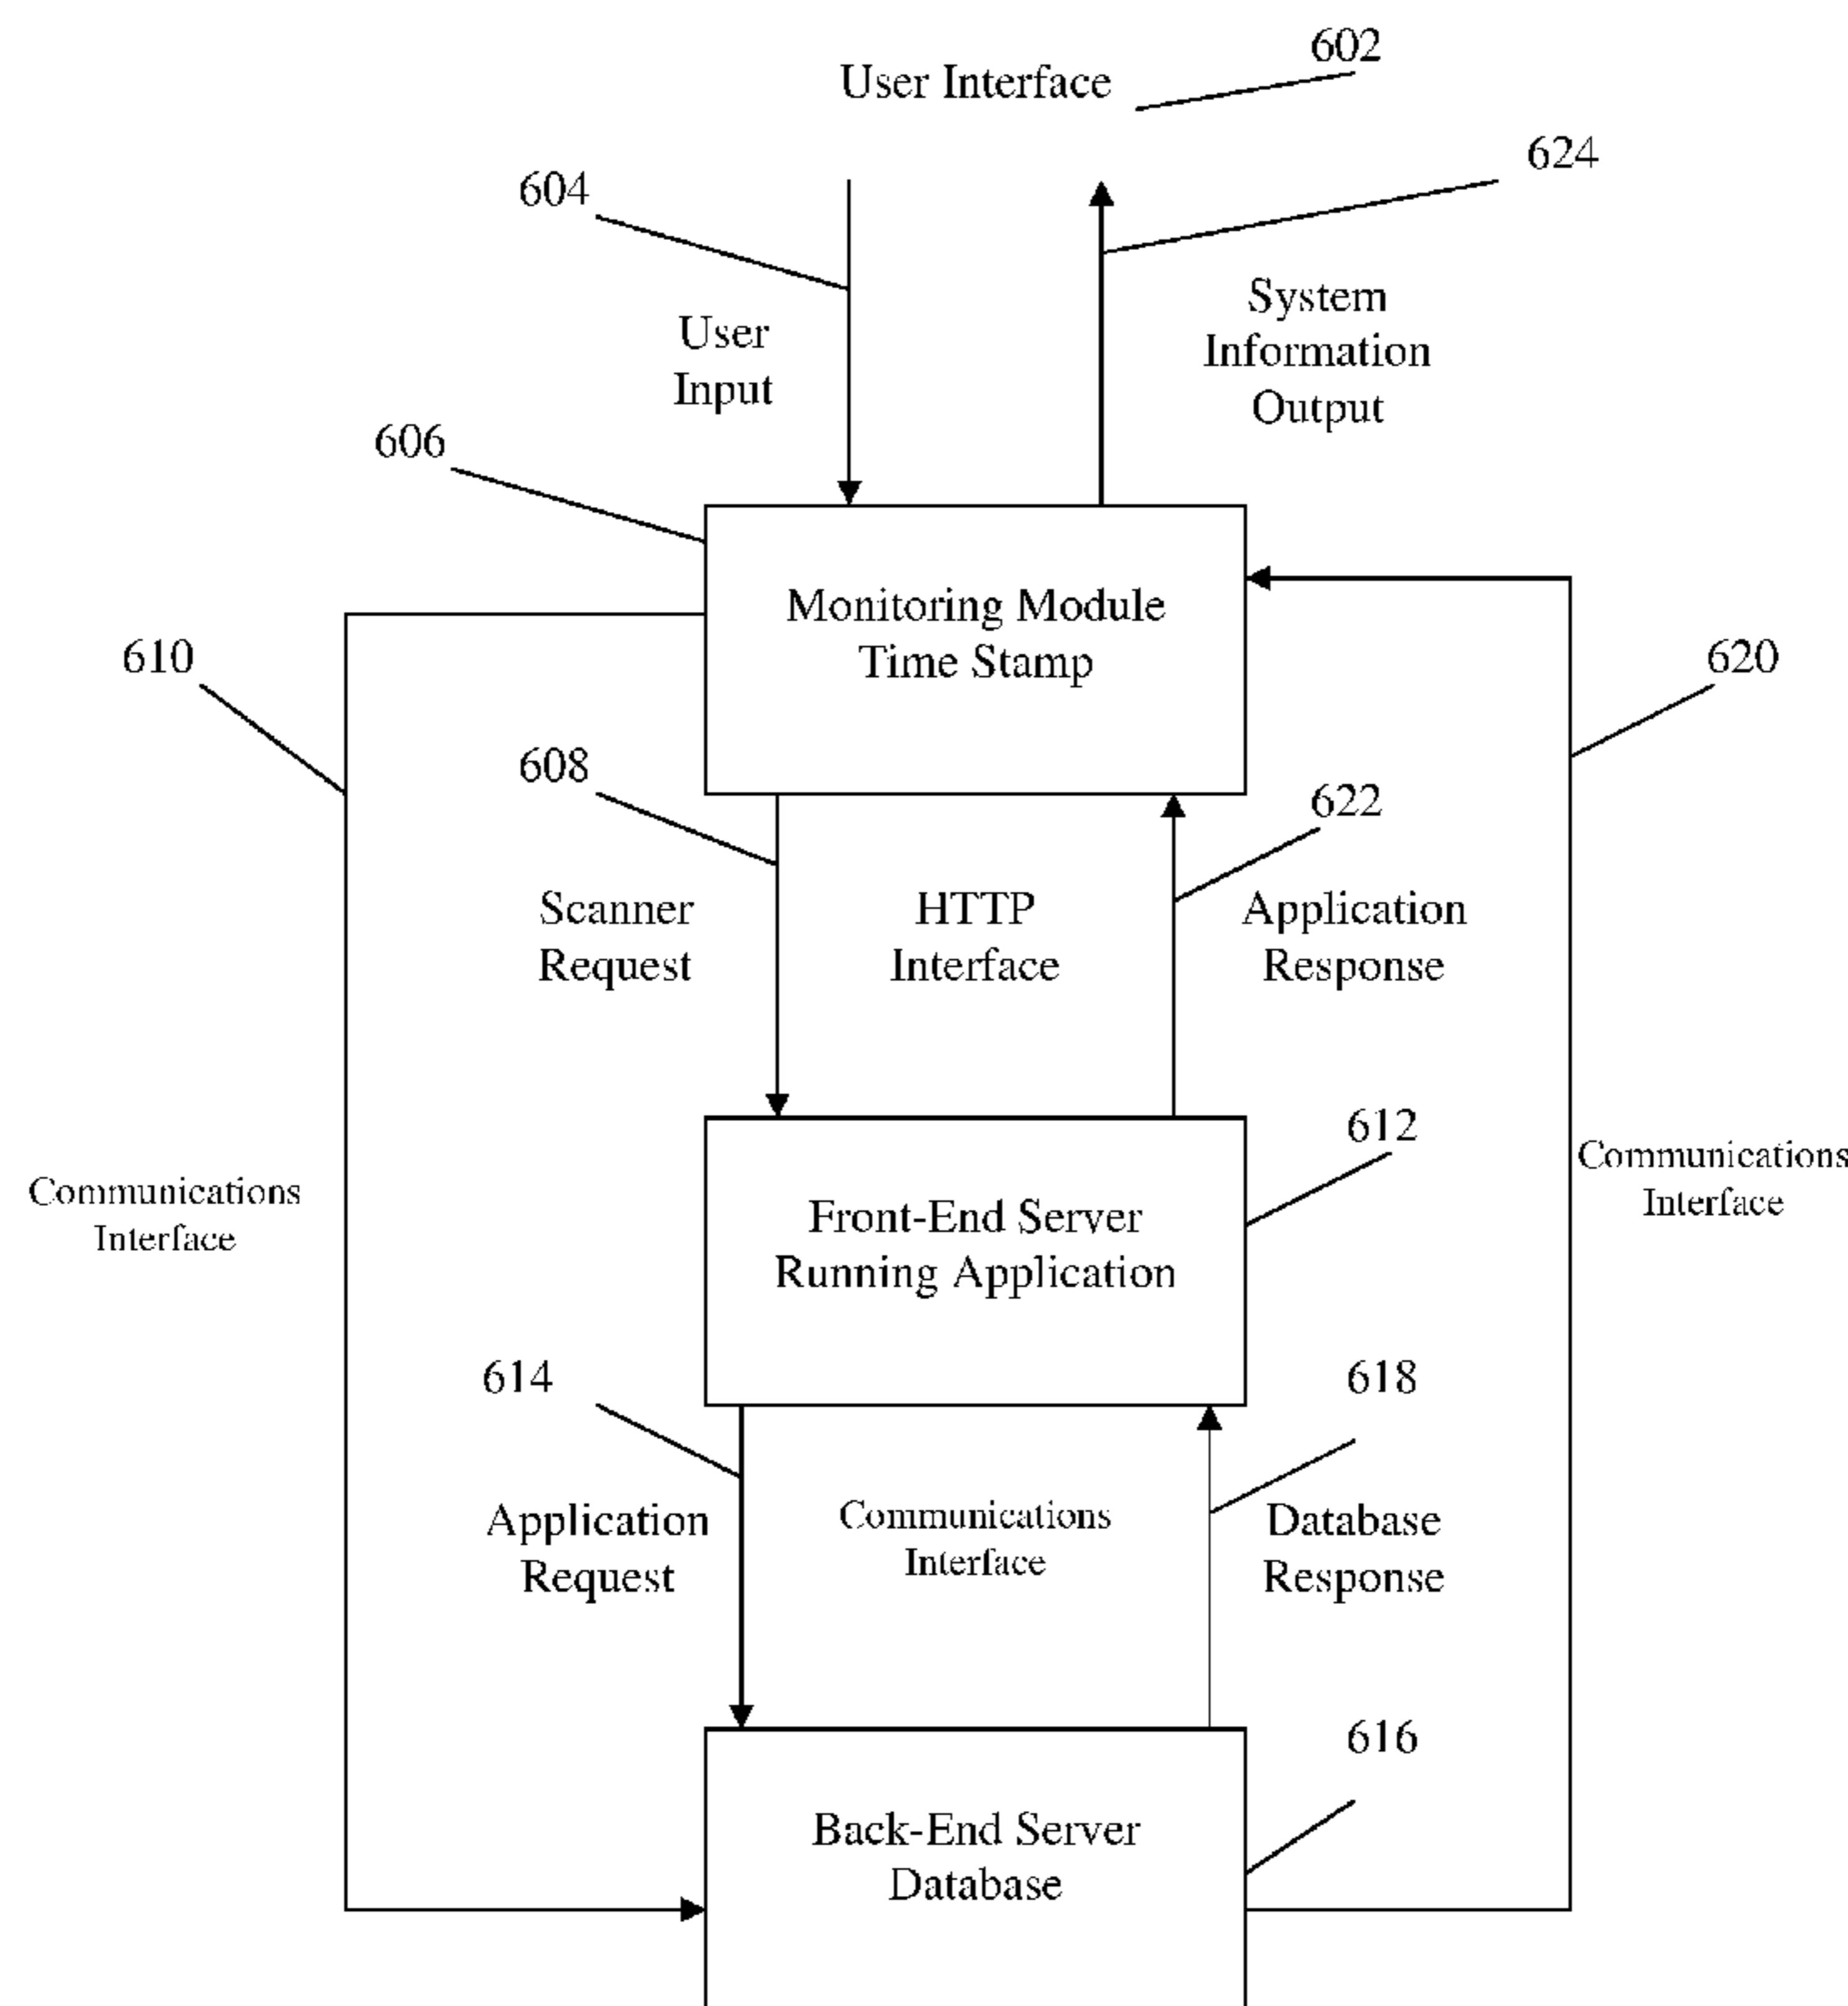 602
User Interface
624
604
System
Information
Output
User
Input
606
Monitoring Module
Time Stamp
610
620
608
622
Scanner
Request
HTTP
Interface
Application
Response
612
Communications
Interface
Communications
Interface
Front-End Server
Running Application
614
618
Application
Request
Communications
Interface
Database
Response
616
Back-End Server
Database